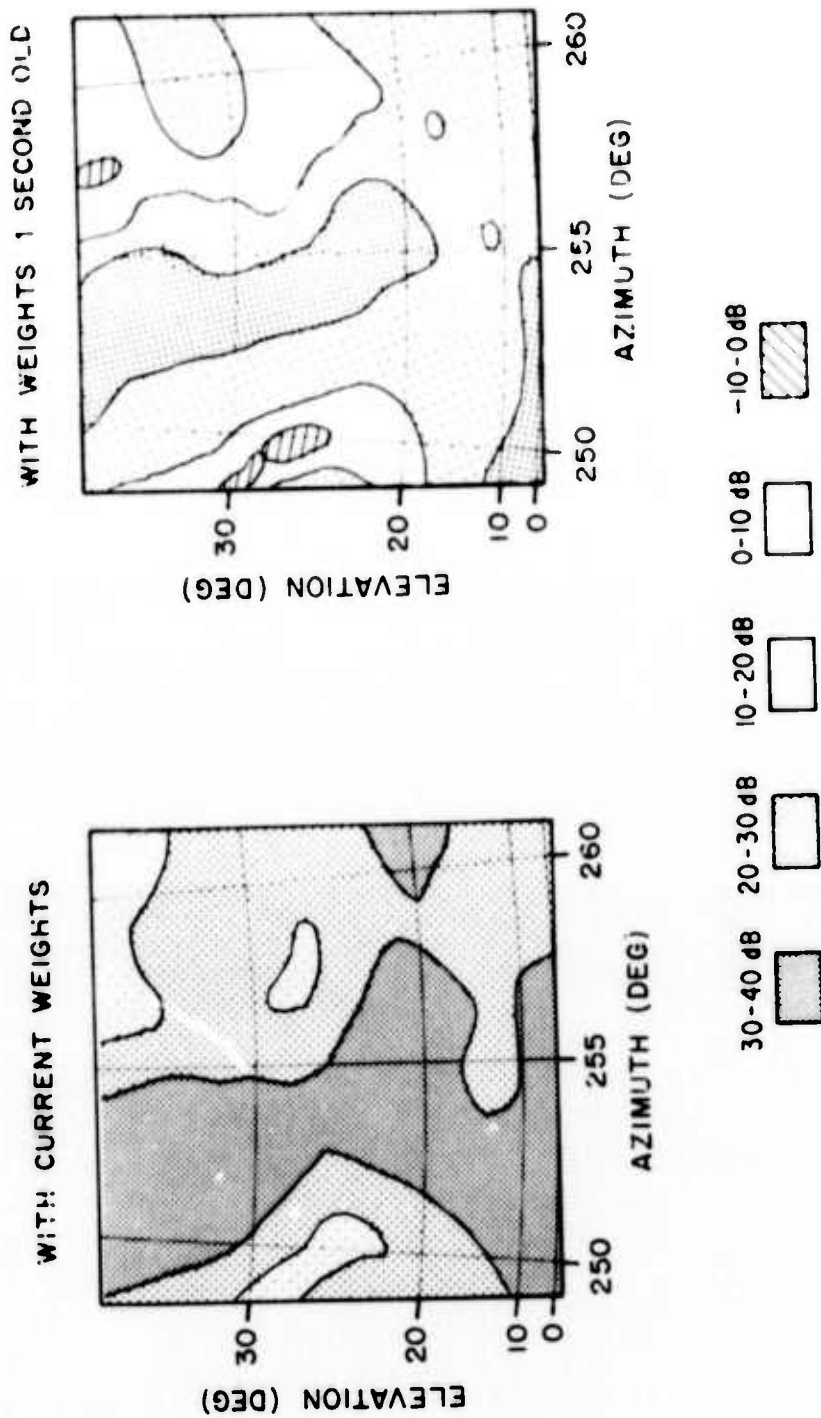 WITH CURRENT WEIGHTS
ELEVATION (DEG)
30
20
10
0
250
255
260
AZIMUTH (DEG)
WITH WEIGHTS 1 SECOND OLD
ELEVATION (DEG)
30
20
10
0
250
255
260
AZIMUTH (DEG)
30-40 dB
20-30 dB
10-20 dB
0-10 dB
-10-0 dB